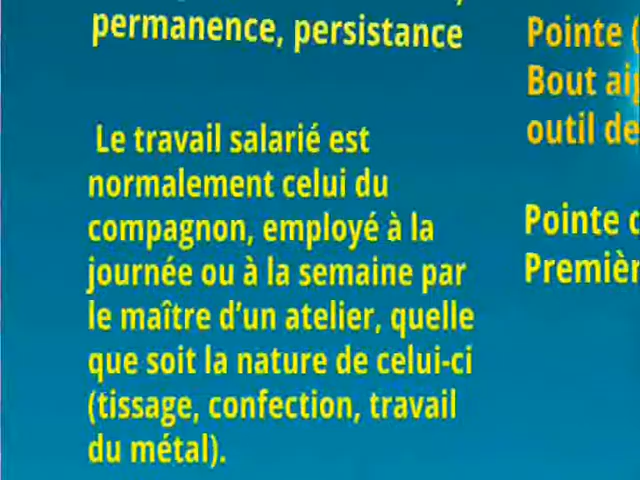 permanence, persistance
Le travail salarié est
normalement celui du
compagnon, employé à la
journée ou à la semaine par
le maître d'un atelier, quelle
que soit la nature de celui-ci
(tissage, confection, travail
du métal).
Pointe (
Bout
outil de
Pointe